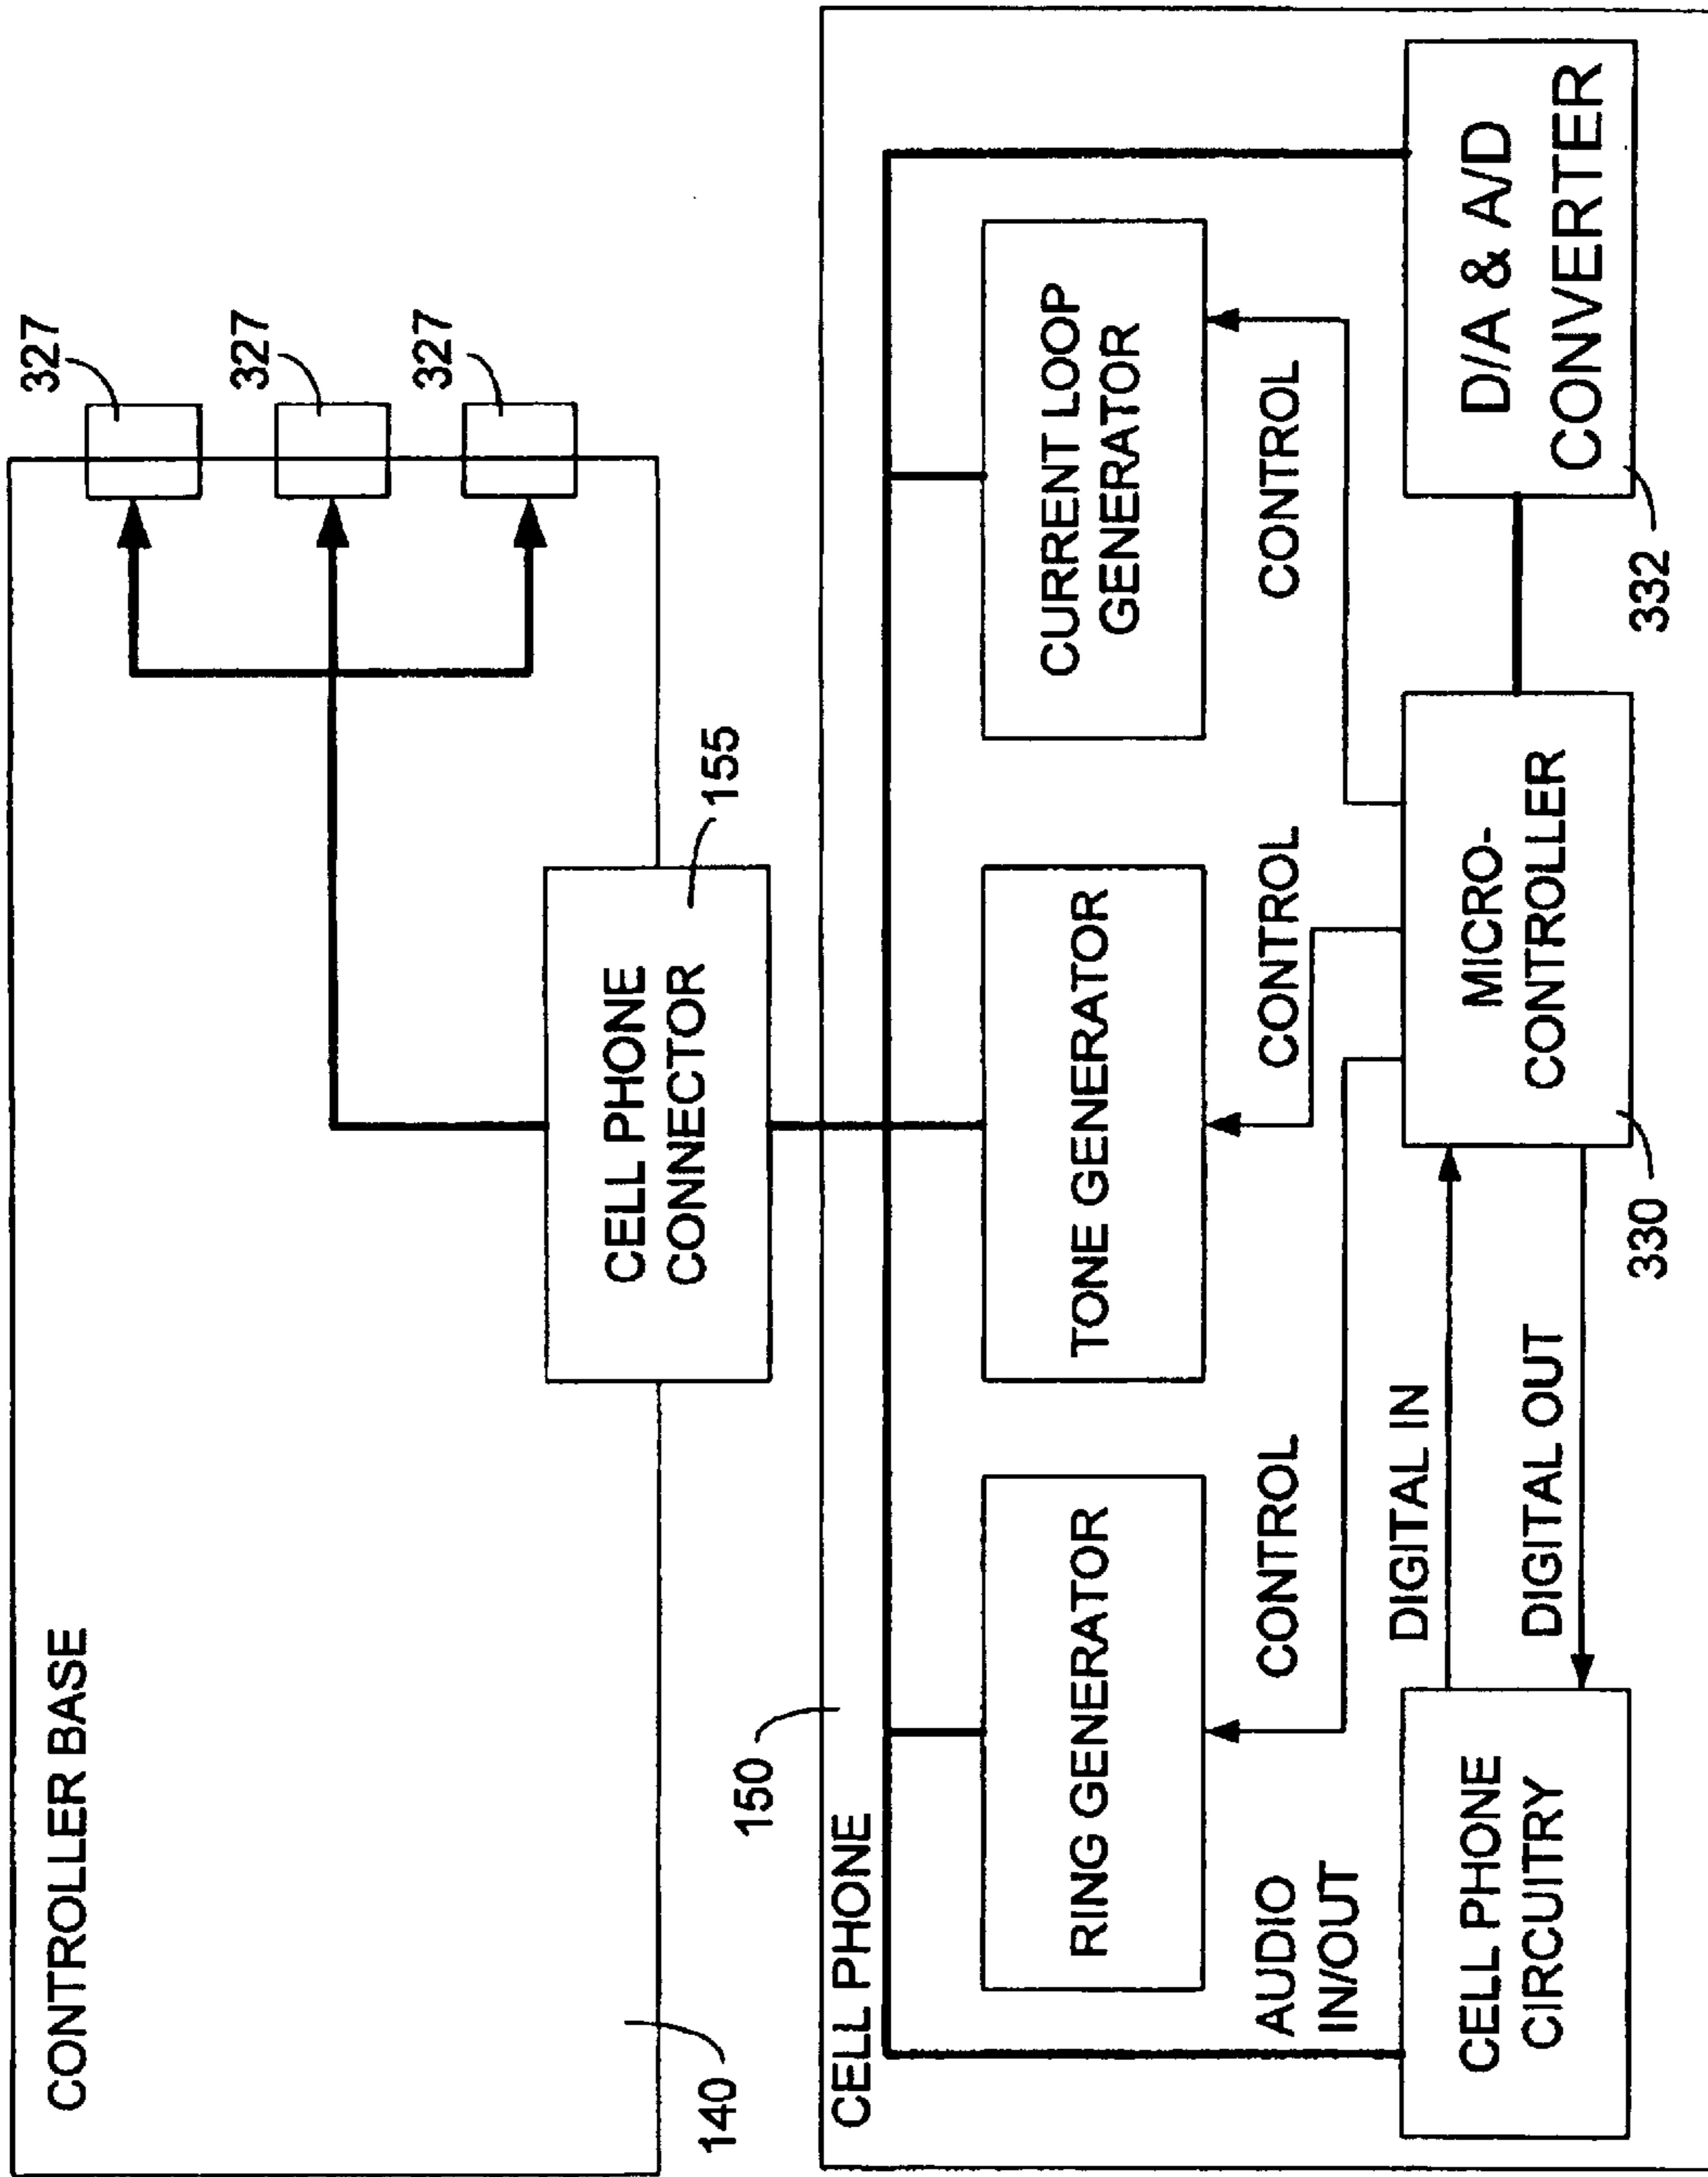 CONTROLLER BASE
327
327
327
140
CELL PHONE
CONNECTOR
155
CELL PHONE
150
RING GENERATOR
TONE GENERATOR
CURRENT LOOP
GENERATOR
AUDIO
IN/OUT
CONTROL
CONTROL
CONTROL
DIGITAL IN
DIGITAL OUT
CELL PHONE
CIRCUITRY
MICRO-
CONTROLLER
330
D/A & A/D
CONVERTER
332